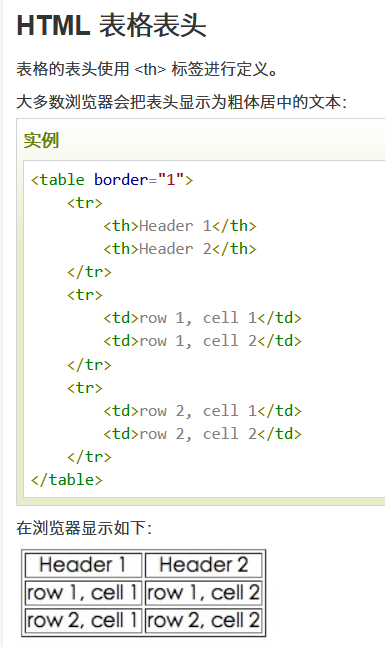 HTML 表格表头
表格的表头使用 <th> 标签进行定义。
大多数浏览器会把表头显示为粗体居中的文本：
实例
<table border="1">
    <tr>
        <th>Header 1</th>
        <th>Header 2</th>
    </tr>
    <tr>
        <td>row 1, cell 1</td>
        <td>row 1, cell 2</td>
    </tr>
    <tr>
        <td>row 2, cell 1</td>
        <td>row 2, cell 2</td>
    </tr>
</table>
在浏览器显示如下：
Header 1 Header 2
row 1, cell 1 row 1, cell 2
row 2, cell 1 row 2, cell 2